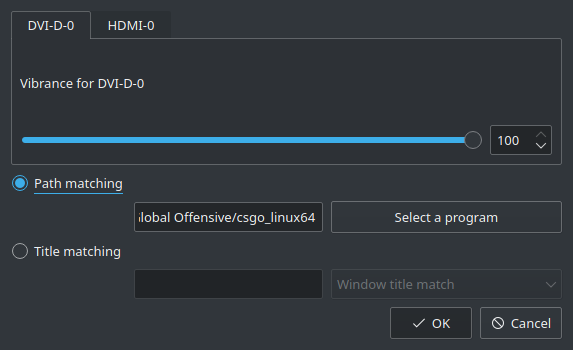 DVI-D-0 HDMI-0
Vibrance for DVI-D-0
100
Path matching
lobal Offensive/csgo_linux64 Select a program
Title matching
Window title match
OK Cancel